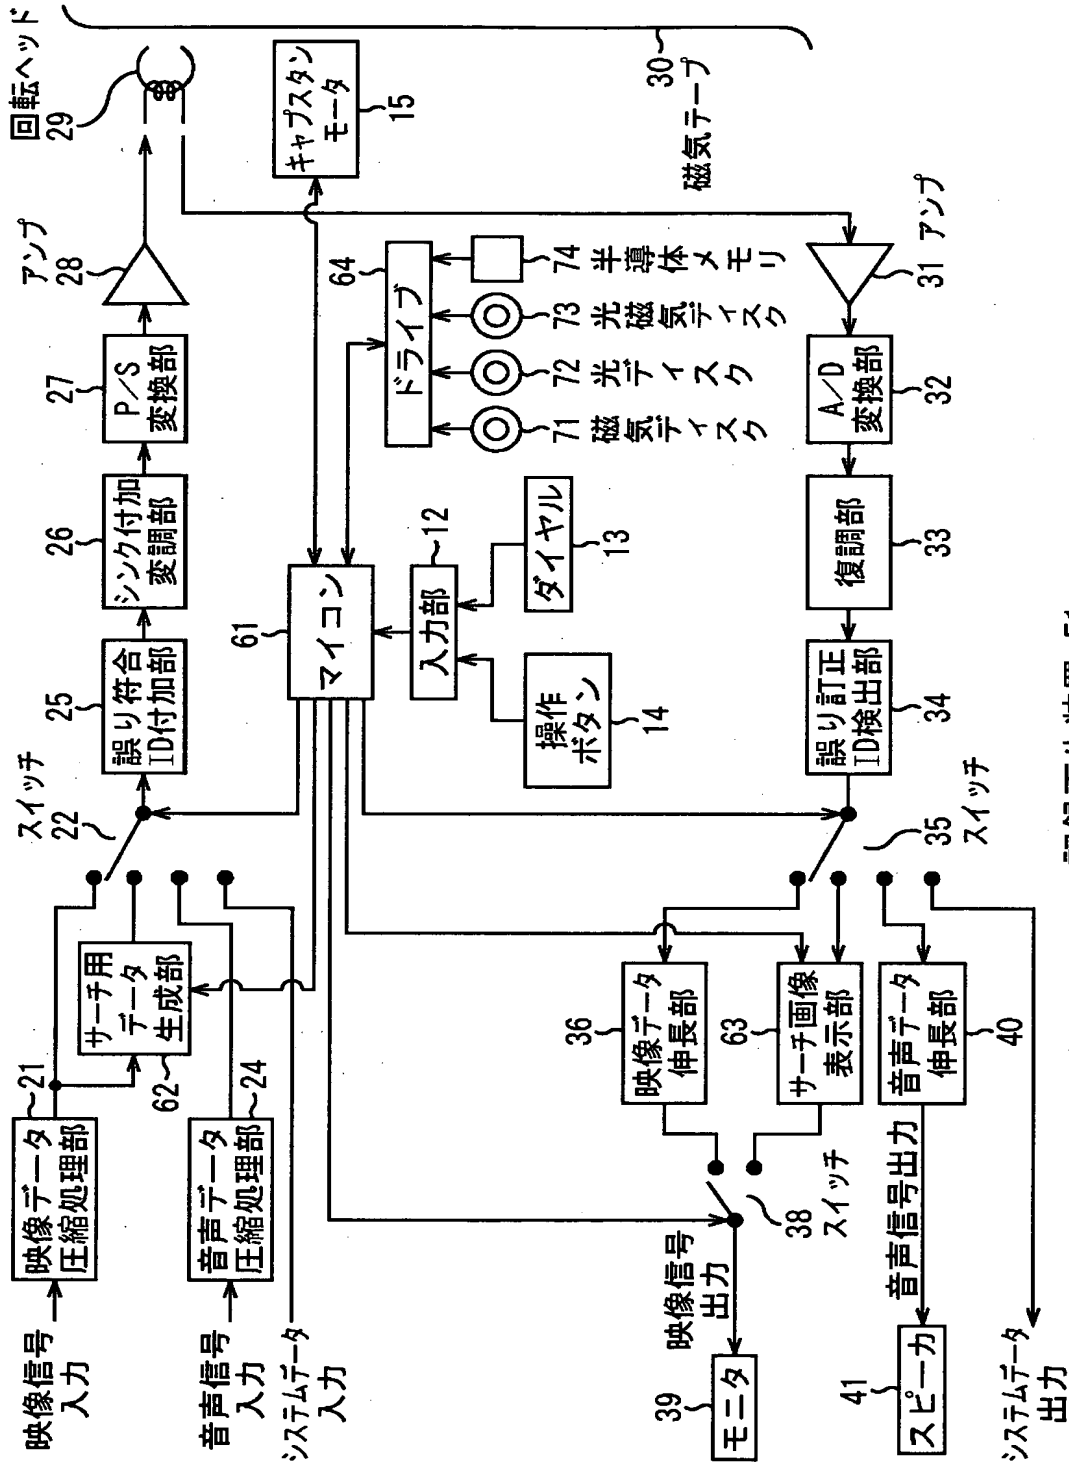 映像信号
入力
21
映像データ
圧縮処理部
サーチ用
データ
生成部
62
音声信号
入力
24
音声データ
圧縮処理部
システムデータ
入力
スイッチ
22
25
誤り符合
ID付加部
26
シンク付加
変調部
27
P/S
変換部
アンプ
28
回転ヘッド
29
61
マイコン
12
入力部
操作
ボタン
14
ダイヤル
13
キャプスタン
モータ
15
64
ドライブ
71
磁気ディスク
72
光ディスク
73
光磁気ディスク
74
半導体メモリ
30
磁気テープ
31
アンプ
A/D
変換部
32
復調部
33
誤り訂正
ID検出部
34
35
スイッチ
36
映像データ
伸長部
63
サーチ画像
表示部
音声データ
伸長部
40
38
スイッチ
映像信号
出力
39
モニタ
音声信号出力
41
スピーカ
システムデータ
出力